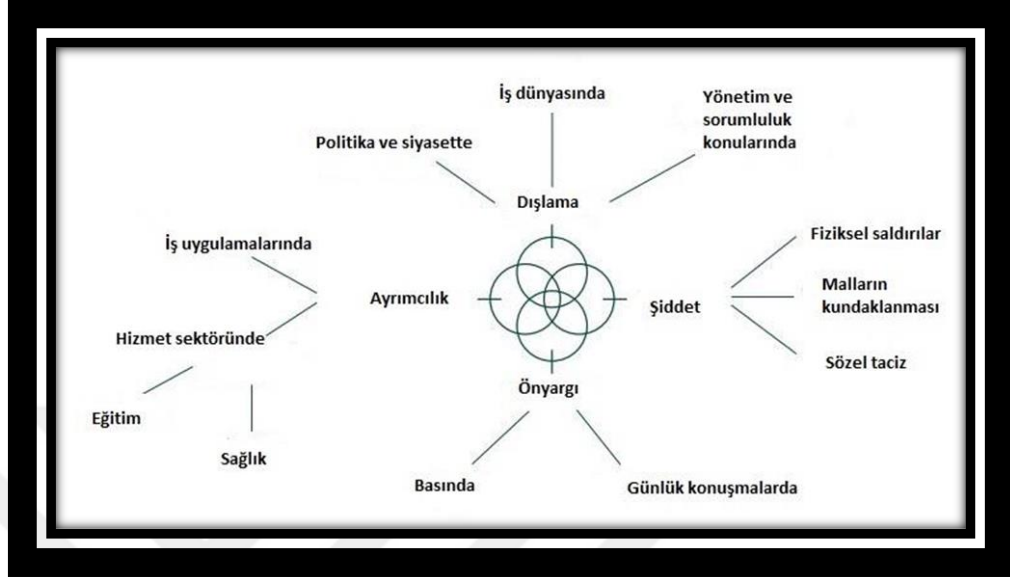 İş dünyasında
Yönetim ve
sorumluluk
konularında
Politika ve siyasette
Dışlama
Fiziksel saldırılar
İş uygulamalarında
Malların
kundaklanması
Ayrımcılık
Şiddet
Hizmet sektöründe
Sözel taciz
Önyargı
Eğitim
Sağlık
Basında
Günlük konuşmalarda